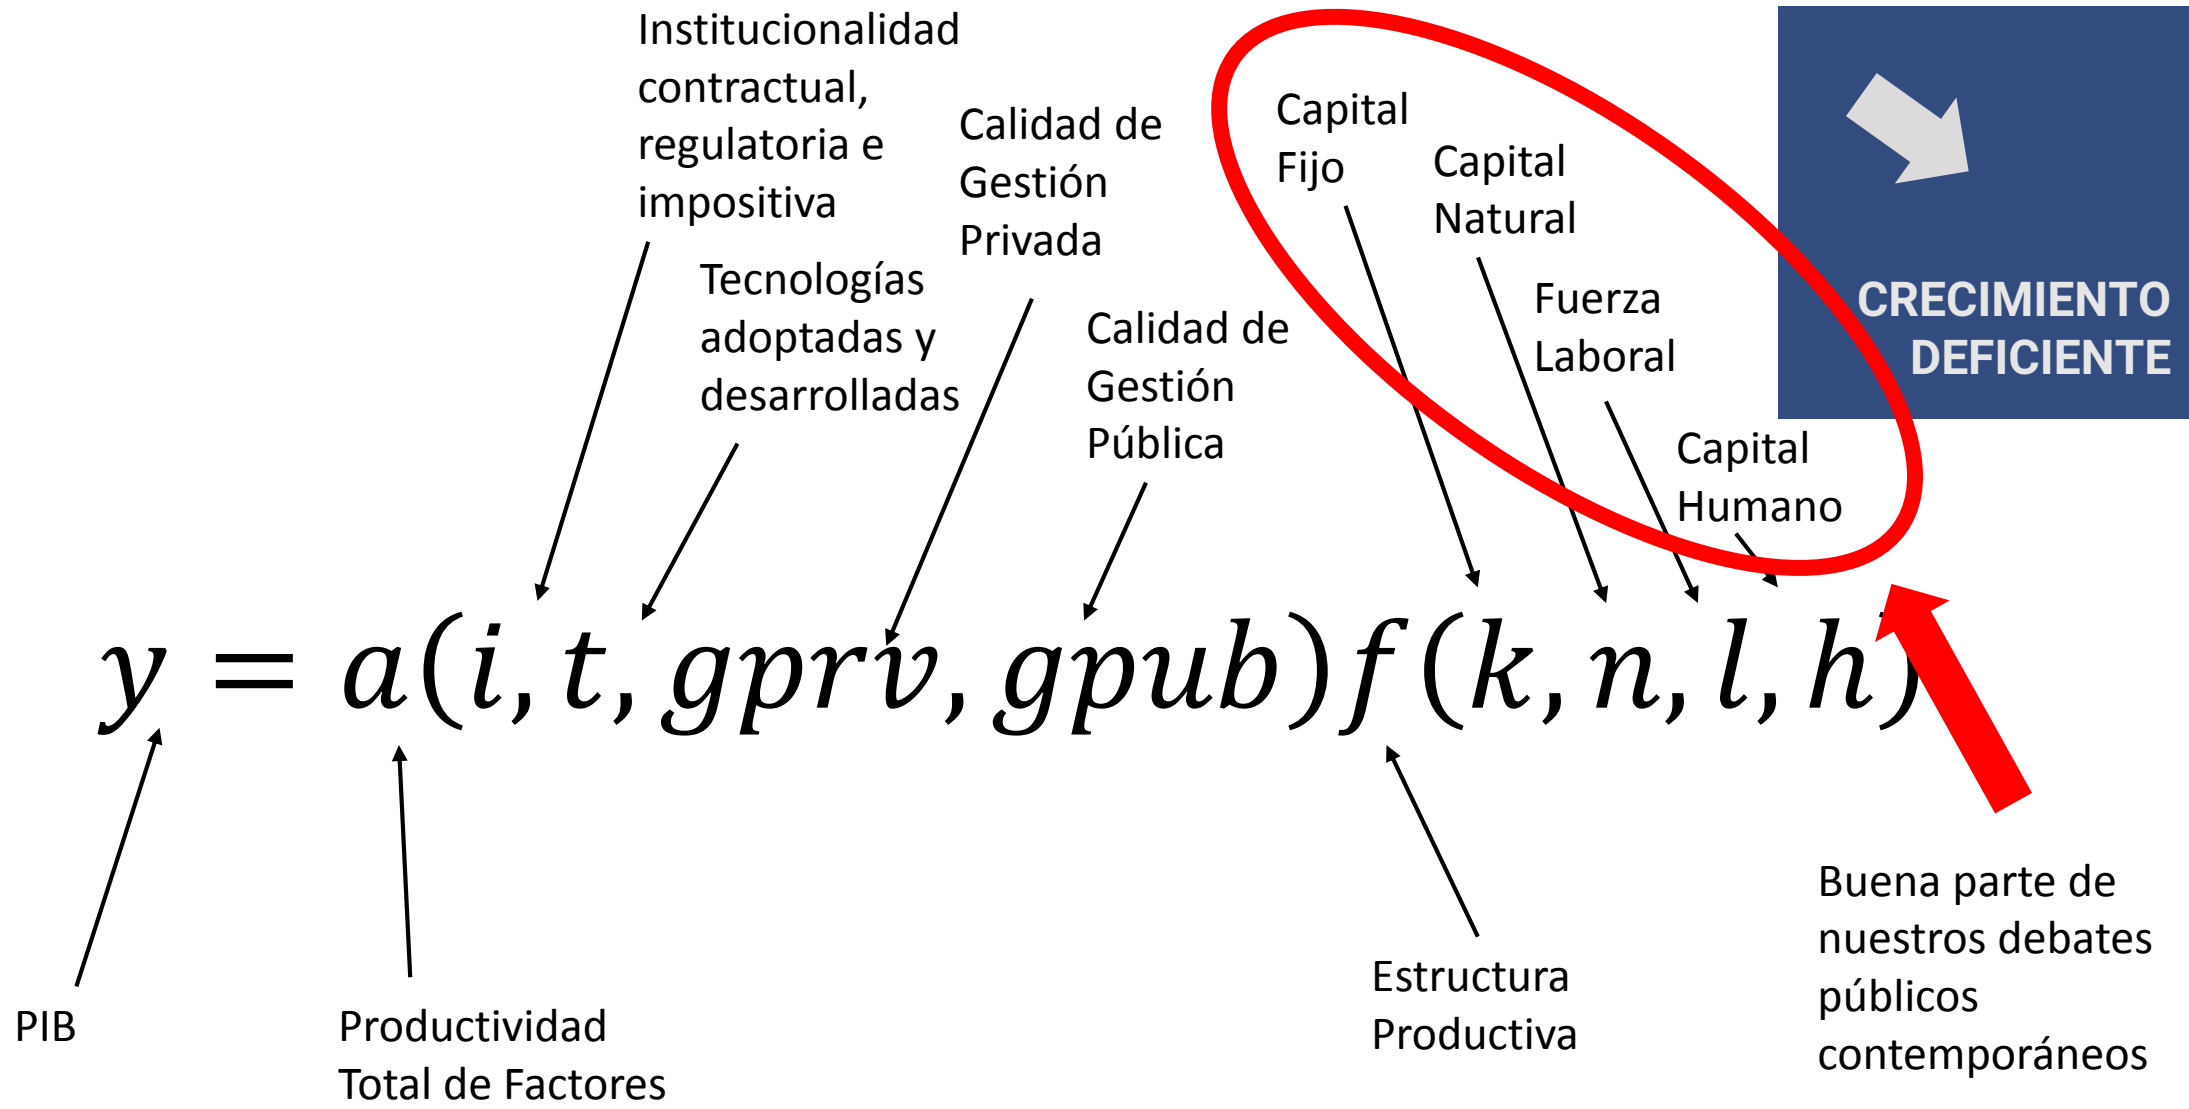 Institucionalidad
contractual,
regulatoria e
impositiva
Tecnologías
adoptadas y
desarrolladas
Calidad de
Gestión
Privada
Calidad de
Gestión
Pública
Capital
Fijo
Capital
Natural
Fuerza
Laboral
Capital
Humano
CRECIMIENTO
DEFICIENTE
y = a(i, t, gprv, gpub)f(k, n, l, h)
PIB
Productividad
Total de Factores
Estructura
Productiva
Buena parte de
nuestros debates
públicos
contemporáneos